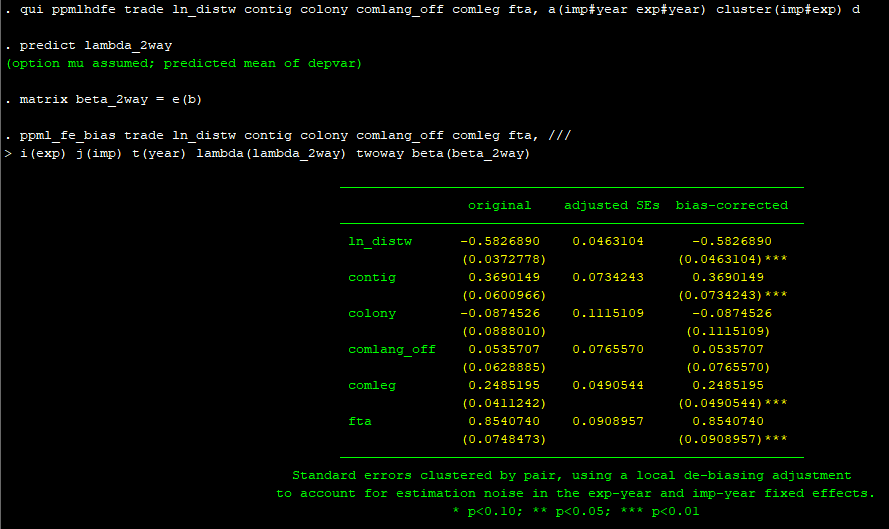 . qui ppmlhdfe trade ln_distw contig colony comlang_off comleg fta, a(imp#year exp#year) cluster(imp#exp) d
. predict lambda_2way
(option mu assumed; predicted mean of depvar)
. matrix beta_2way = e(b)
. ppml_fe_bias trade ln_distw contig colony comlang_off comleg fta, ///
> i(exp) j(imp) t(year) lambda(lambda_2way) twoway beta(beta_2way)
original adjusted SEs bias-corrected
ln_distw -0.5826890 0.0463104 -0.5826890
(0.0372778) (0.0463104)***
contig 0.3690149 0.0734243 0.3690149
(0.0600966) (0.0734243)***
colony -0.0874526 0.1115109 -0.0874526
(0.0888010) (0.1115109)
comlang_off 0.0535707 0.0765570 0.0535707
(0.0628885) (0.0765570)
comleg 0.2485195 0.0490544 0.2485195
(0.0411242) (0.0490544)***
fta 0.8540740 0.0908957 0.8540740
(0.0748473) (0.0908957)***
Standard errors clustered by pair, using a local de-biasing adjustment
to account for estimation noise in the exp-year and imp-year fixed effects.
* p<0.10; ** p<0.05; *** p<0.01